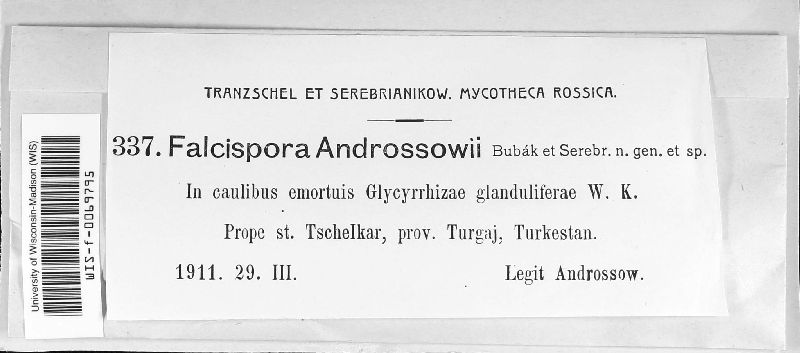 TRANZSCHEL ET SEREBRIANIKOW. MYCOTHECA ROSSICA.
337. Falcispora Androssowii Bubák et Serebr. n. gen. et sp.
In caulibus emortuis Glycyrrhizae glanduliferae W. K.
Prope st. Tschelkar, prov. Turgaj, Turkestan.
1911. 29. III. Legit Androssow.
University of Wisconsin-Madison (WIS)
WIS-f-0069795